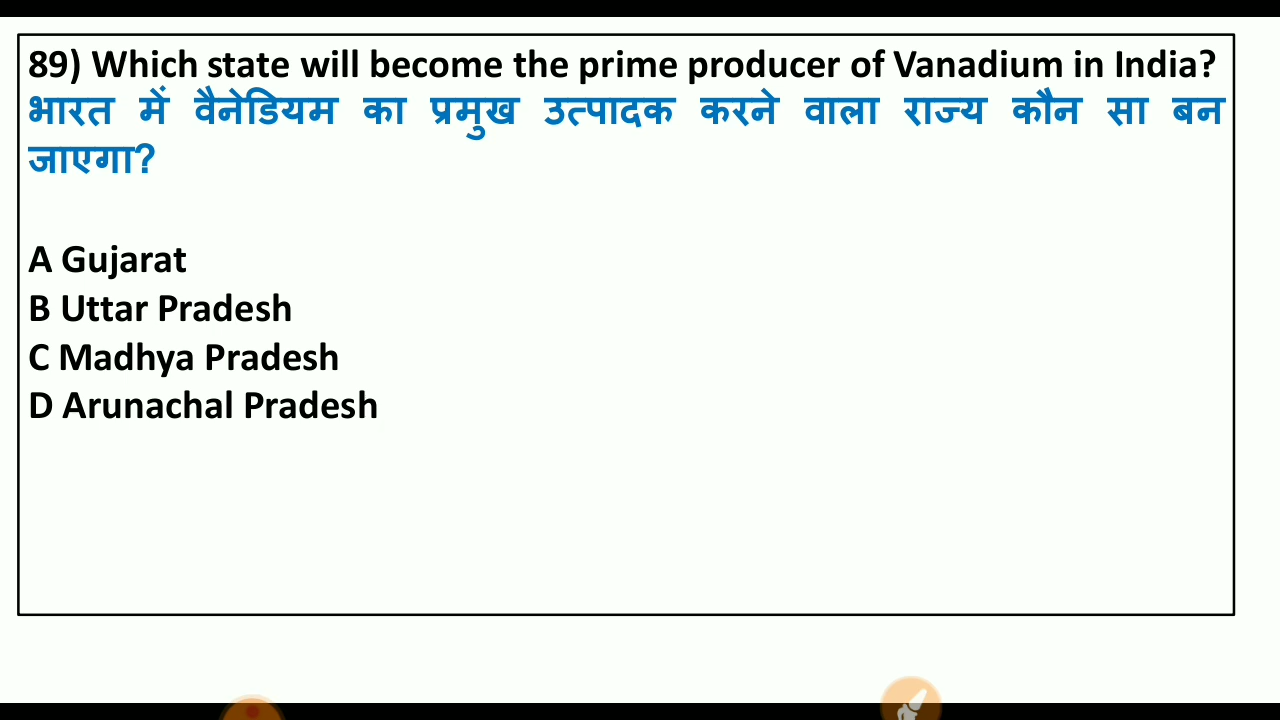 89) Which state will become the prime producer of Vanadium in India?
भारत में वैनेडियम का प्रमुख उत्पादक करने वाला राज्य कौन सा बन
जाएगा?
A Gujarat
B Uttar Pradesh
C Madhya Pradesh
D Arunachal Pradesh